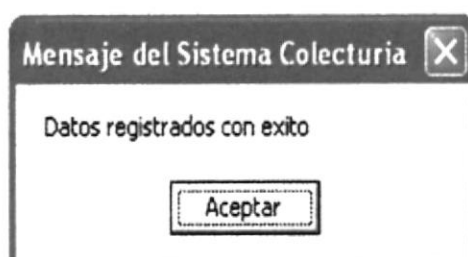 Mensaje del Sistema Colecturia
Datos registrados con exito
Aceptar